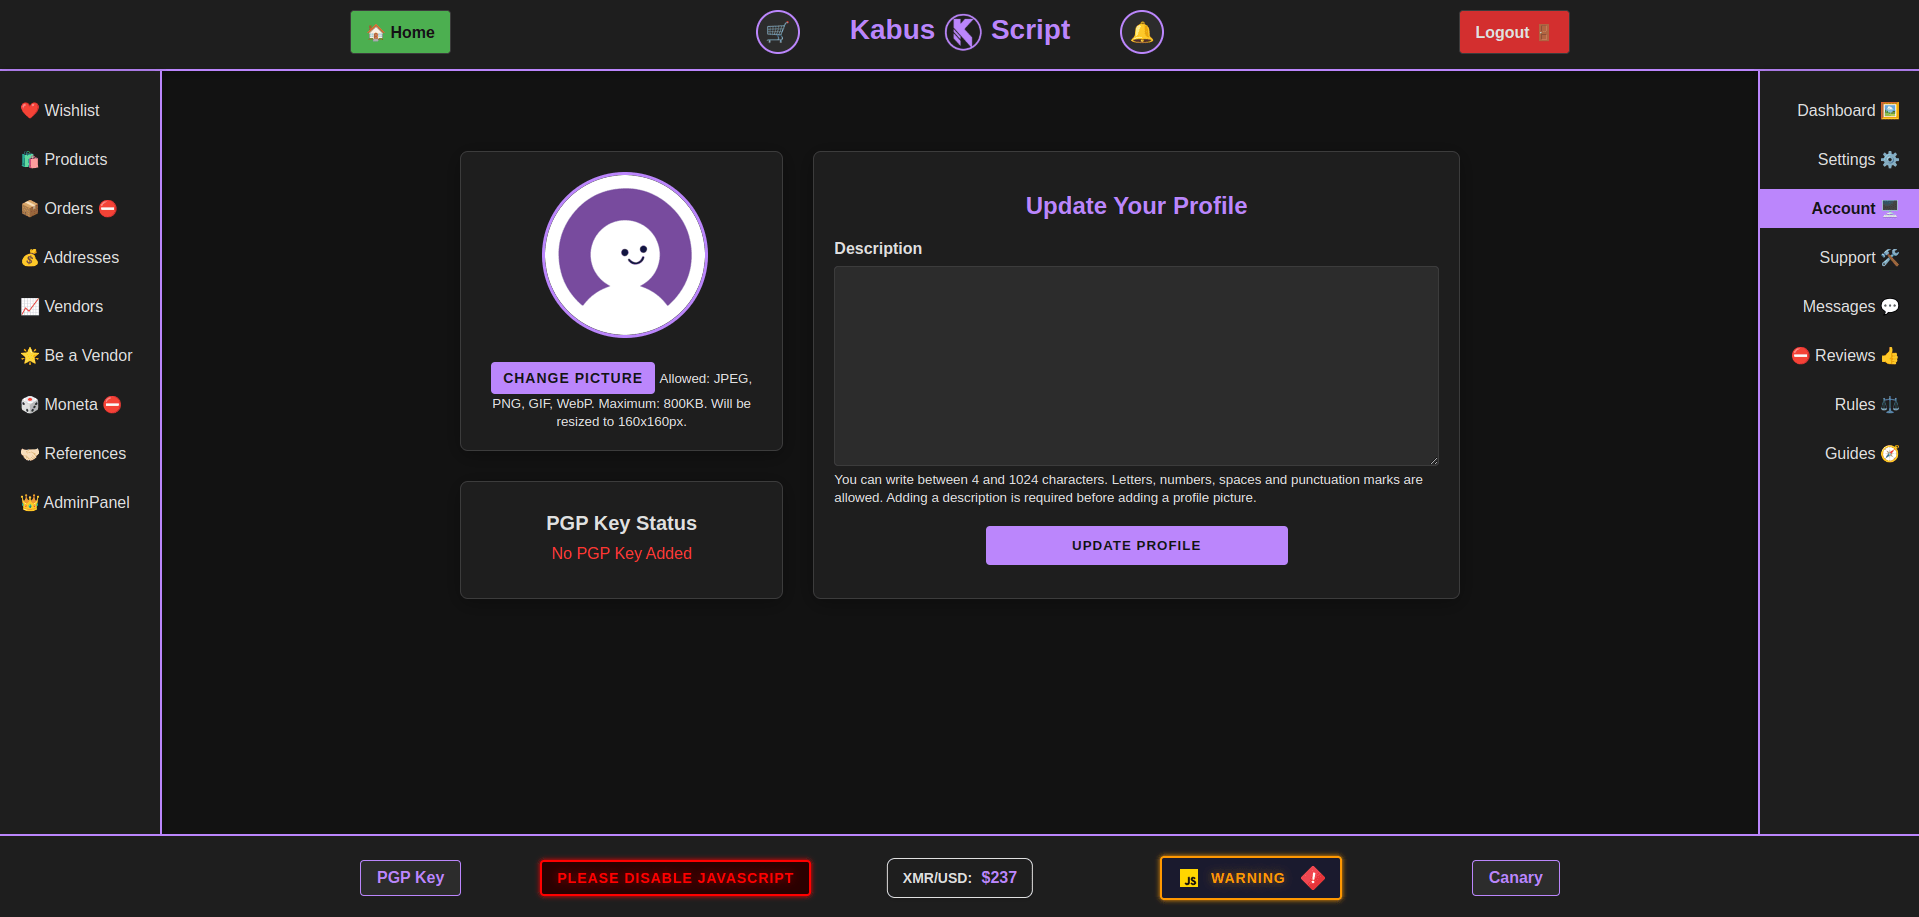 🏠 Home
🛒
Kabus Script
🔔
Logout 🚪
❤️ Wishlist
🛍️ Products
📦 Orders ⛔
💰 Addresses
📈 Vendors
🌟 Be a Vendor
🎲 Moneta ⛔
🤝🏻 References
👑 AdminPanel
CHANGE PICTURE Allowed: JPEG,
PNG, GIF, WebP. Maximum: 800KB. Will be
resized to 160x160px.
PGP Key Status
No PGP Key Added
Update Your Profile
Description
You can write between 4 and 1024 characters. Letters, numbers, spaces and punctuation marks are
allowed. Adding a description is required before adding a profile picture.
UPDATE PROFILE
Dashboard 🖼️
Settings ⚙️
Account 🖥️
Support 🛠️
Messages 💬
⛔ Reviews 👍
Rules ⚖️
Guides 🧭
PGP Key
PLEASE DISABLE JAVASCRIPT
XMR/USD: $237
JS WARNING !
Canary